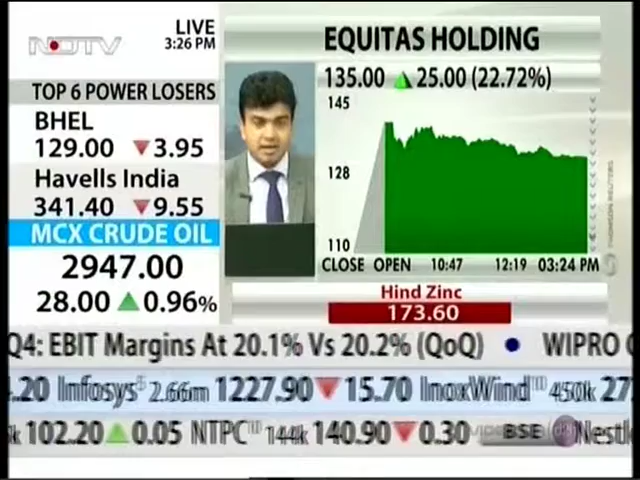 NDTV
LIVE
3:26 PM
TOP 6 POWER LOSERS
BHEL
129.00 ▼3.95
Havells India
341.40 ▼9.55
MCX CRUDE OIL
2947.00
28.00 ▲0.96%
EQUITAS HOLDING
135.00 ▲ 25.00 (22.72%)
145
128
110
CLOSE OPEN 10:47 12:19 03:24 PM
THOMSON REUTERS
Hind Zinc
173.60
Q4: EBIT Margins At 20.1% Vs 20.2% (QoQ) ● WIPRO
.20 Infosys 2.66m 1227.90 ▼ 15.70 InoxWind 450k 27
k 102.20 ▲ 0.05 NTPC 144k 140.90 ▼ 0.30 BSE Nestl